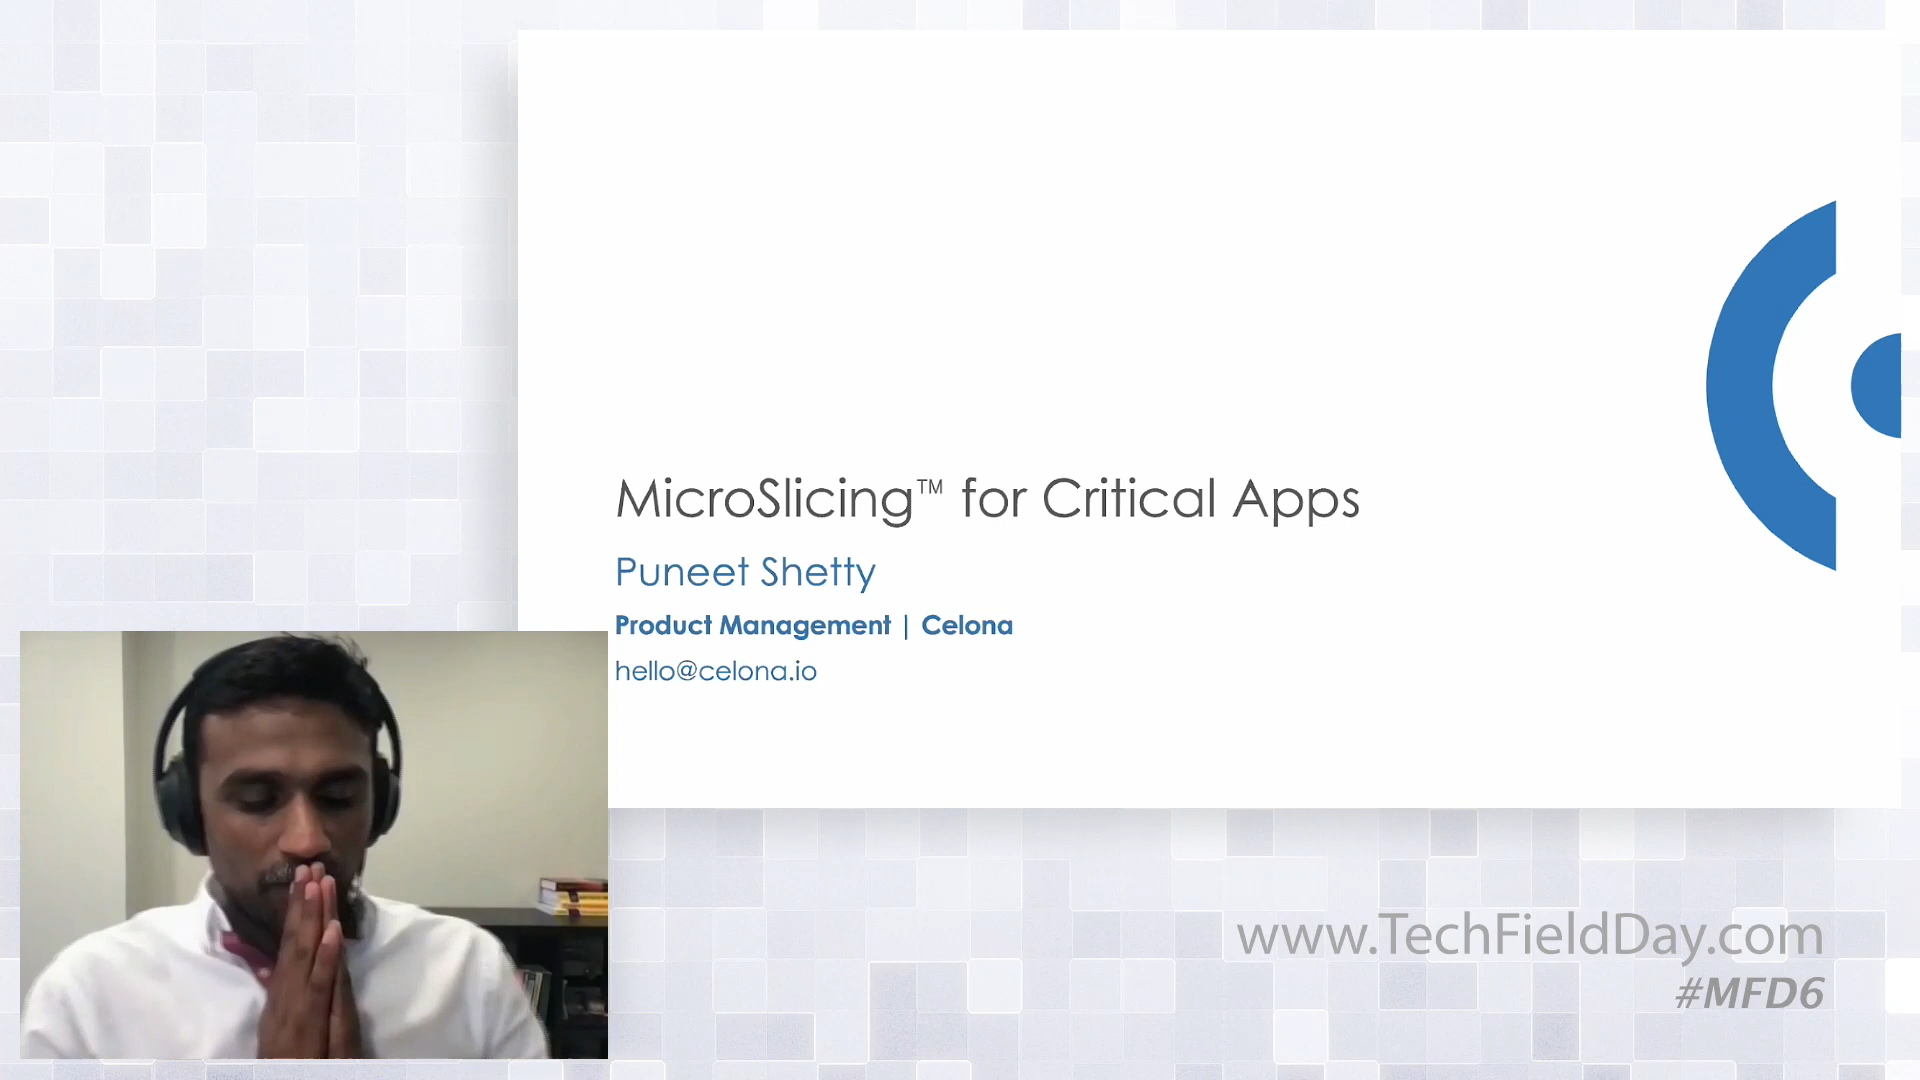 MicroSlicing™ for Critical Apps
Puneet Shetty
Product Management | Celona
hello@celona.io
www.TechFieldDay.com
#MFD6